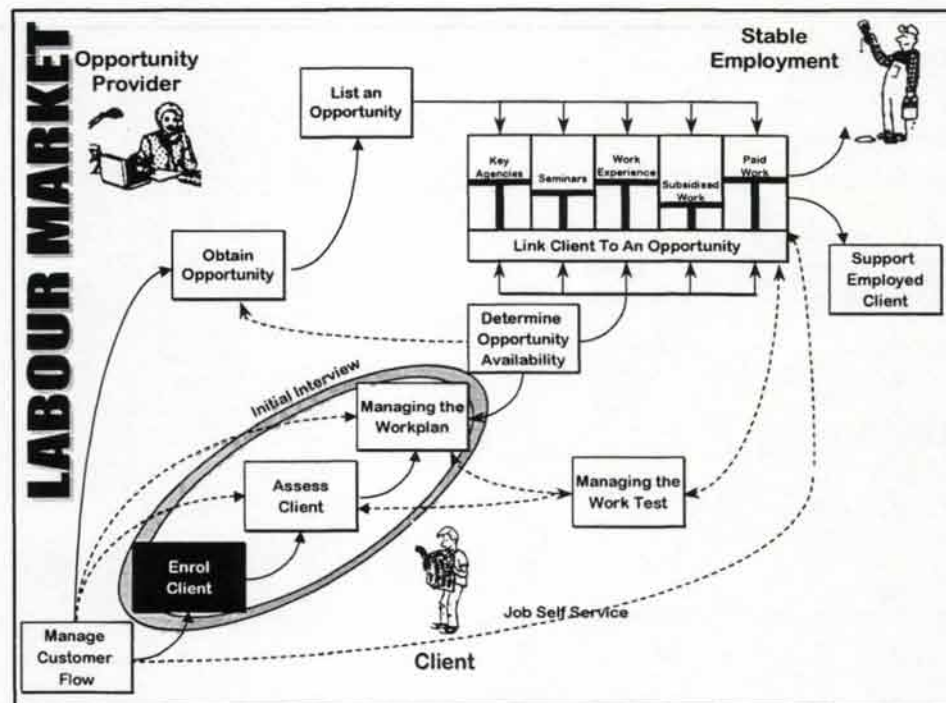 LABOUR MARKET
Opportunity
Provider
List an
Opportunity
Stable
Employment
Key
Agencies
Seminars
Work
Experience
Subsidised
Work
Paid
Work
Link Client To An Opportunity
Obtain
Opportunity
Support
Employed
Client
Determine
Opportunity
Availability
Initial Interview
Managing the
Workplan
Assess
Client
Managing the
Work Test
Enrol
Client
Job Self Service
Manage
Customer
Flow
Client